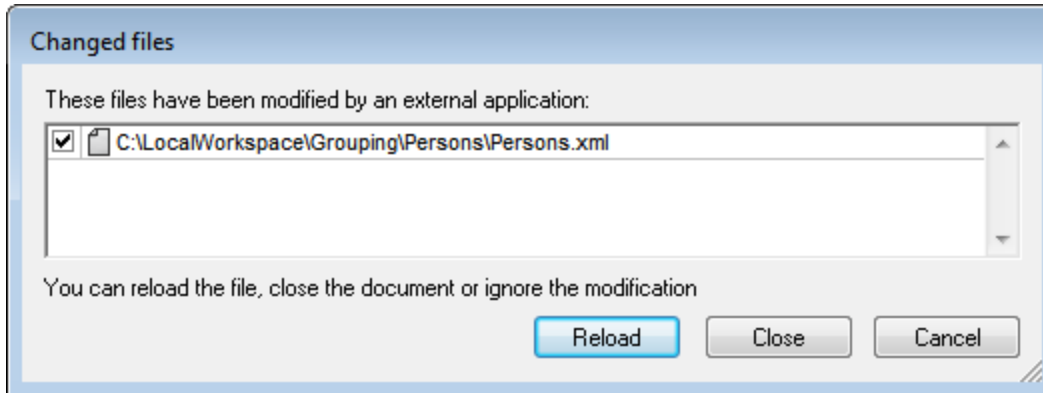 Changed files
These files have been modified by an external application:
C:\LocalWorkspace\Grouping\Persons\Persons.xml
You can reload the file, close the document or ignore the modification
Reload Close Cancel